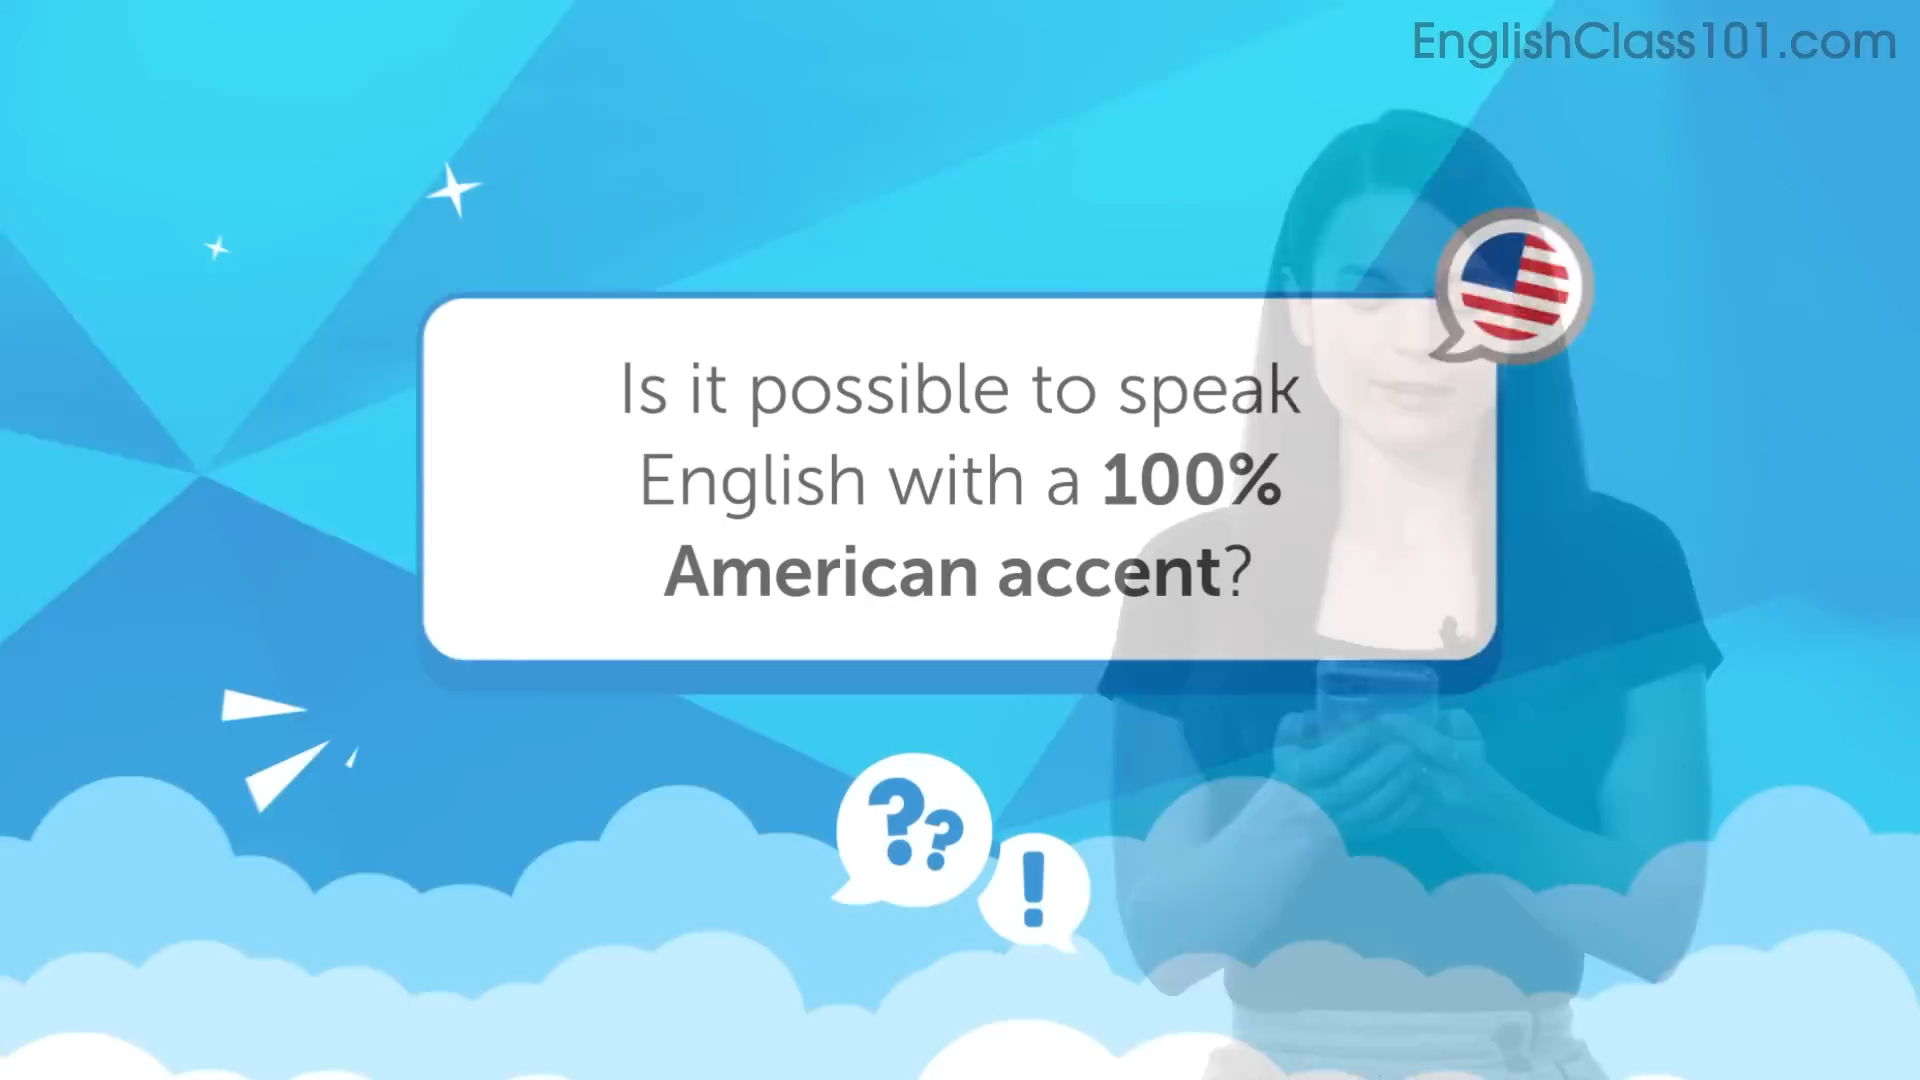 EnglishClass101.com
Is it possible to speak
English with a 100%
American accent?
??
!